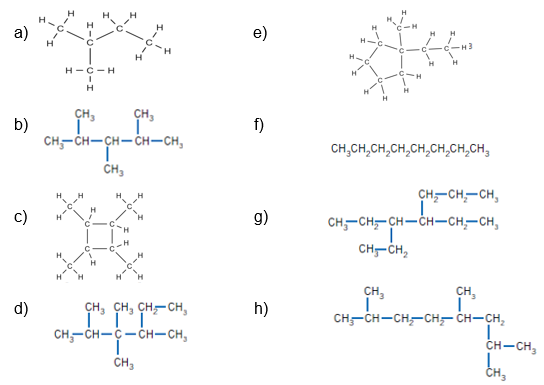 a)
H H H H
C C H
H C C
H H H
H C H
H
b)
CH₃ CH₃
CH₃ CH CH CH CH₃
CH₃
c)
H H H H
C H C
H C C H
H C C H
C H C
H H H H
d)
CH₃ CH₃ CH₂ CH₃
CH₃ CH C CH CH₃
CH₃
e)
H H
C H
H C H H
H C C C C H 3
H C C H H H
H C H
H H
f)
CH₃CH₂CH₂CH₂CH₂CH₂CH₂CH₃
g)
CH₂ CH₂ CH₃
CH₃ CH₂ CH CH CH₂ CH₃
CH₃ CH₂
h)
CH₃ CH₃
CH₃ CH CH₂ CH₂ CH CH₂
CH CH₃
CH₃